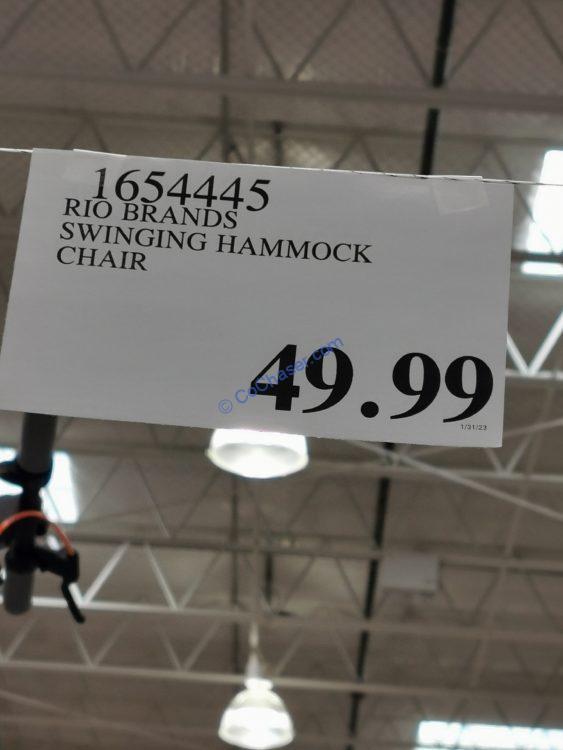 1654445
RIO BRANDS
SWINGING HAMMOCK
CHAIR
49.99
© CoChaser.com
1/31/23